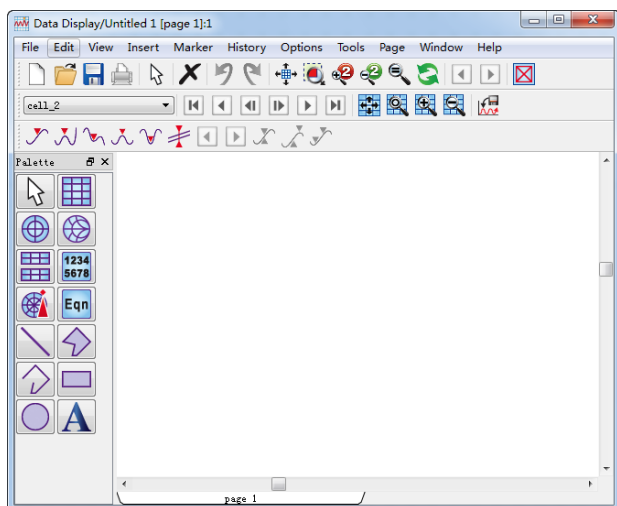 Data Display/Untitled 1 [page 1]:1
File Edit View Insert Marker History Options Tools Page Window Help
cell_2
Palette
1234
5678
Eqn
A
page 1